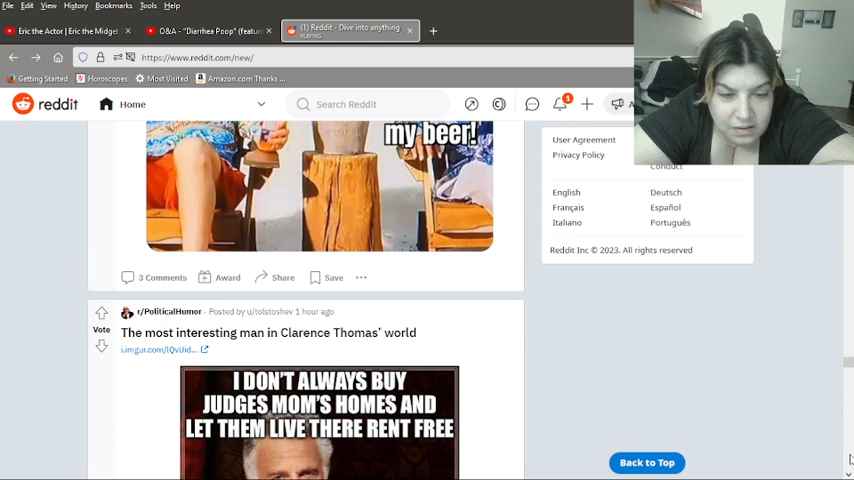 File Edit View History Bookmarks Tools Help
Eric the Actor | Eric the Midget
O&A - "Diarrhea Poop" (featuri
(1) Reddit - Dive into anything
PLAYING
https://www.reddit.com/new/
Getting Started Horoscopes Most Visited Amazon.com Thanks ...
reddit Home Search Reddit 1
my beer!
User Agreement
Privacy Policy
Conduct
English Deutsch
Français Español
Italiano Português
Reddit Inc © 2023. All rights reserved
3 Comments Award Share Save
r/PoliticalHumor · Posted by u/tolstoshev 1 hour ago
Vote
The most interesting man in Clarence Thomas' world
I DON'T ALWAYS BUY
JUDGES MOM'S HOMES AND
LET THEM LIVE THERE RENT FREE
Back to Top